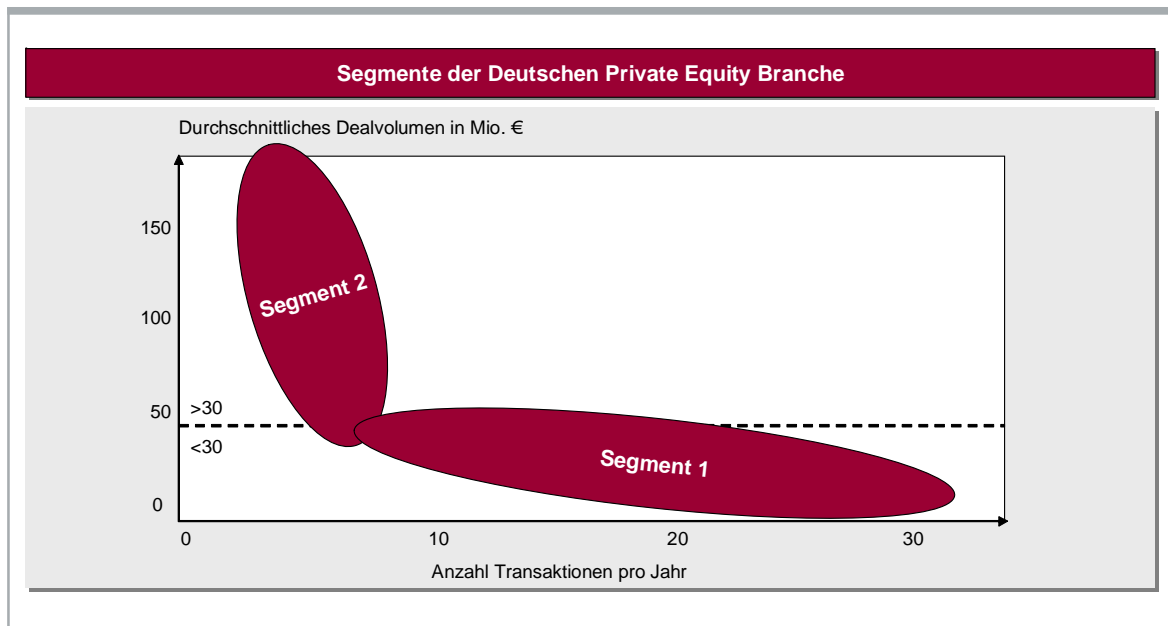 Segmente der Deutschen Private Equity Branche
Durchschnittliches Dealvolumen in Mio. €
150
100
50
0
>30
<30
Segment 2
Segment 1
0
10
20
30
Anzahl Transaktionen pro Jahr